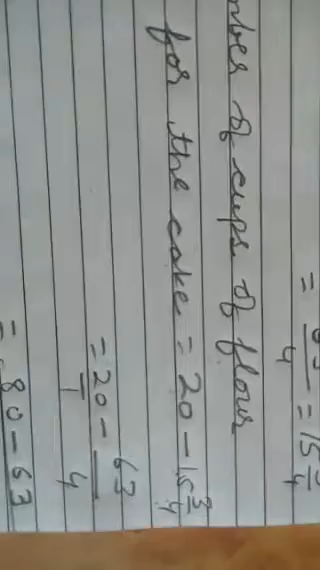 = 63/4 = 15 3/4
number of cups of flour
for the cake = 20 - 15 3/4
= 20/1 - 63/4
= 80 - 63